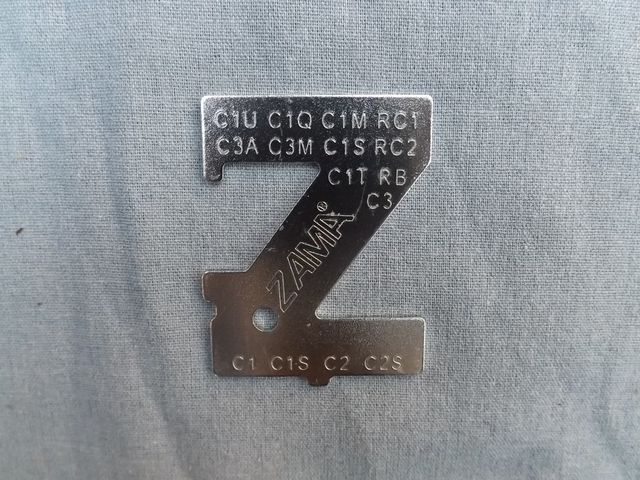 C1U C1Q C1M RC1
C3A C3M C1S RC2
C1T RB
C3
ZAMA®
C1 C1S C2 C2S